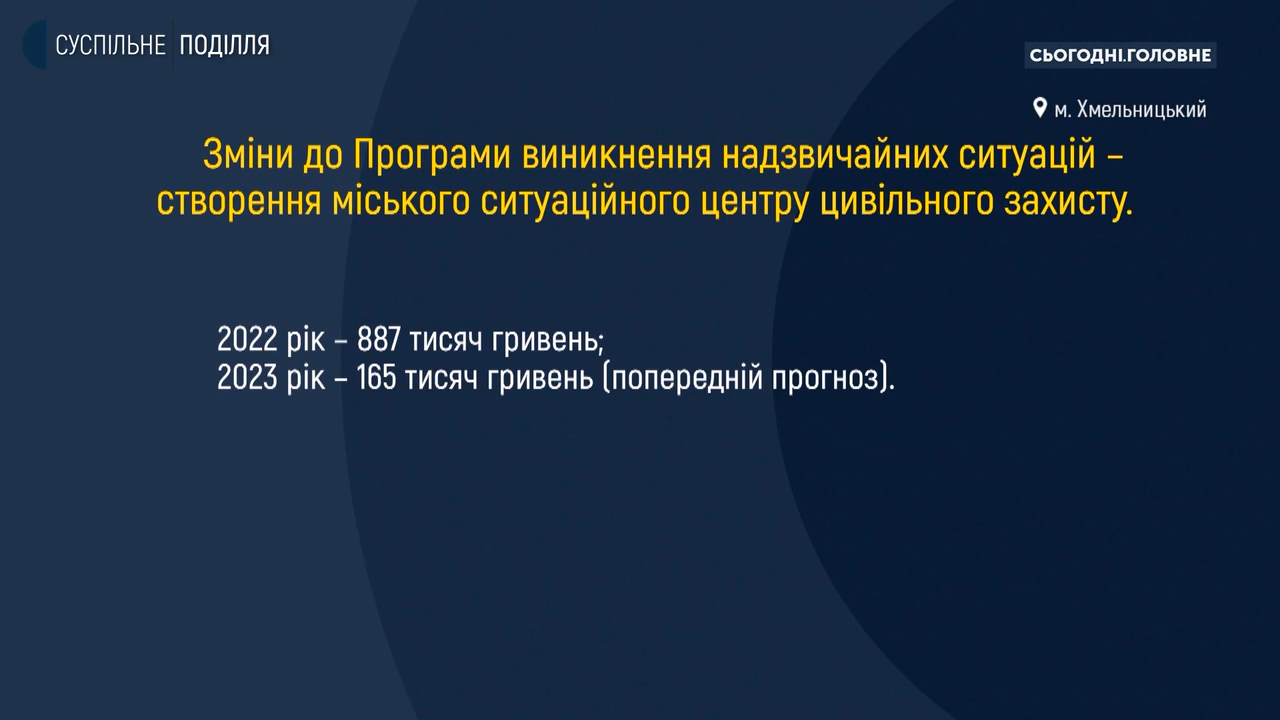 СУСПІЛЬНЕ ПОДІЛЛЯ
СЬОГОДНІ.ГОЛОВНЕ
м. Хмельницький
Зміни до Програми виникнення надзвичайних ситуацій –
створення міського ситуаційного центру цивільного захисту.
2022 рік – 887 тисяч гривень;
2023 рік – 165 тисяч гривень (попередній прогноз).